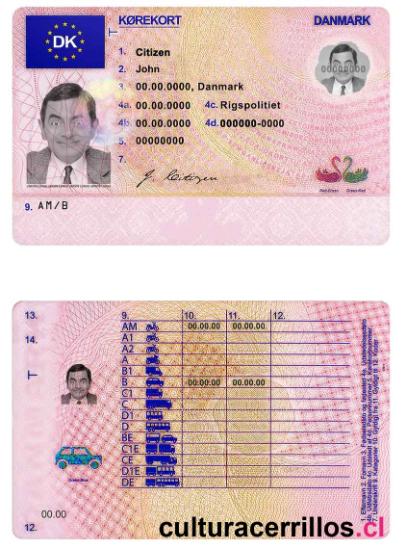 DK
KØREKORT DANMARK
1. Citizen
2. John
3. 00.00.0000, Danmark
4a. 00.00.0000 4c. Rigspolitiet
4b. 00.00.0000 4d. 000000-0000
5. 00000000
7. J. Citizen
9. AM/B
13. 9. 10. 11. 12.
14.
AM 00.00.00 00.00.00
A1
A2
A
B1
B 00.00.00 00.00.00
C1
C
D1
D
BE
C1E
CE
D1E
DE
00.00
12.
culturacerrillos.cl